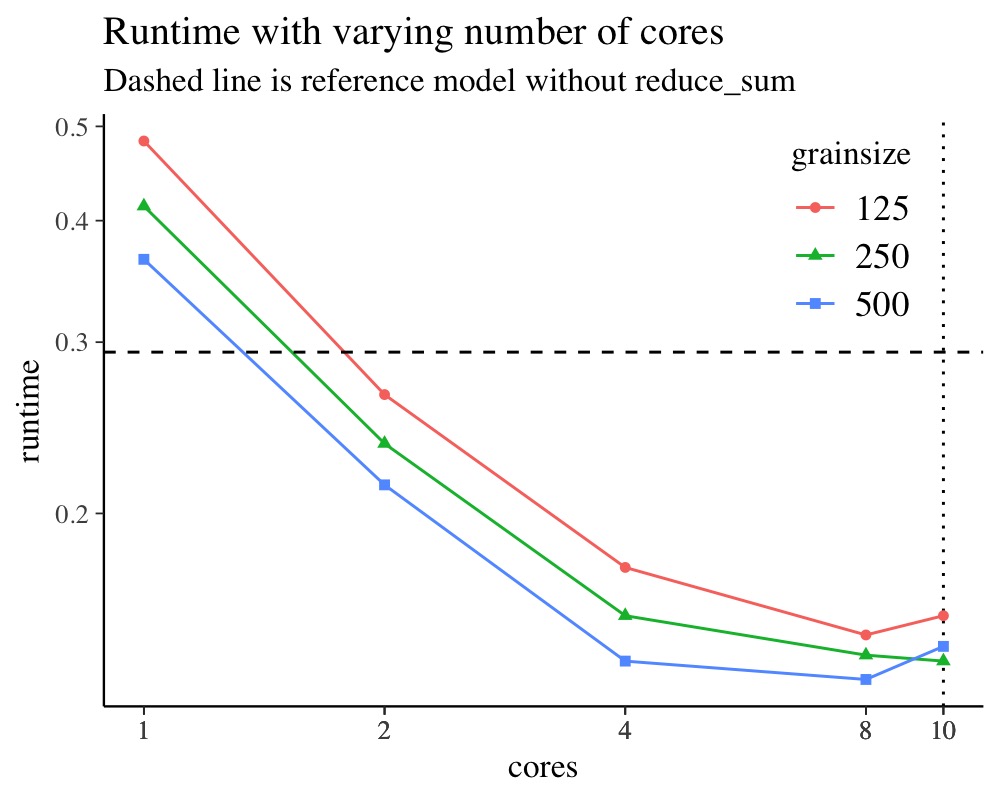 Runtime with varying number of cores
Dashed line is reference model without reduce_sum
0.5
0.4
0.3
0.2
runtime
grainsize
125
250
500
1 2 4 8 10
cores